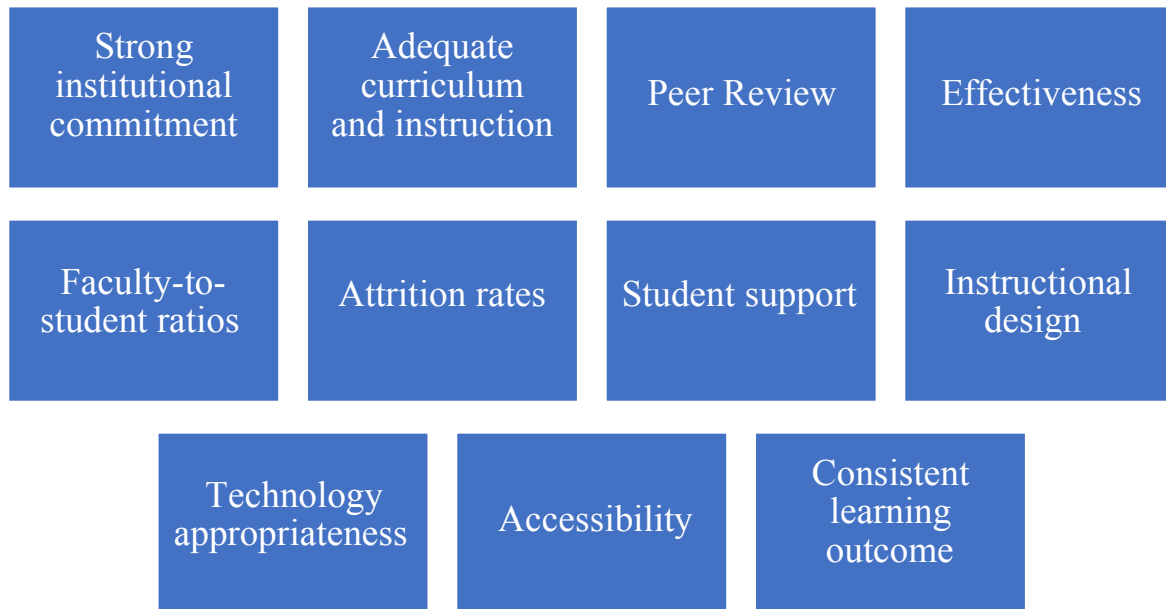 Strong
institutional
commitment
Adequate
curriculum
and instruction
Peer Review
Effectiveness
Faculty-to-
student ratios
Attrition rates
Student support
Instructional
design
Technology
appropriateness
Accessibility
Consistent
learning
outcome